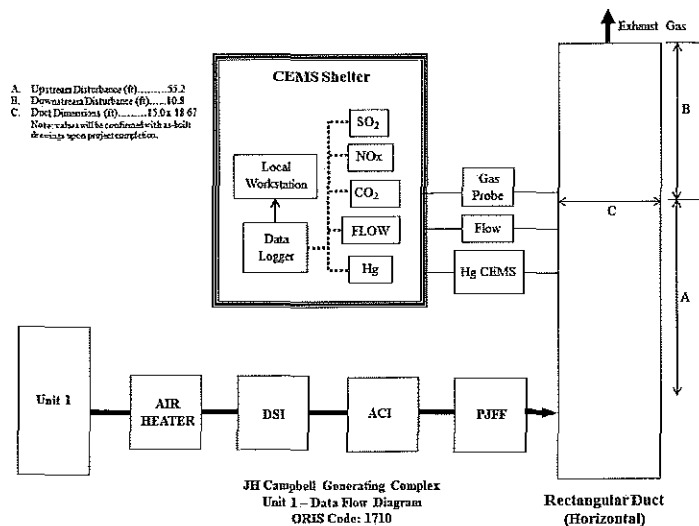 Exhaust Gas
A. Upstream Disturbance (ft)..........55.2
B. Downstream Disturbance (ft)......80.8
C. Duct Dimensions (ft)..........15.0 x 18.67
Note: values will be confirmed with as-built
drawings upon project completion.
CEMS Shelter
SO2
NOx
CO2
FLOW
Hg
Local
Workstation
Data
Logger
Gas
Probe
Flow
Hg CEMS
B
C
A
Unit 1
AIR
HEATER
DSI
ACI
PJFF
JH Campbell Generating Complex
Unit 1 – Data Flow Diagram
ORIS Code: 1710
Rectangular Duct
(Horizontal)